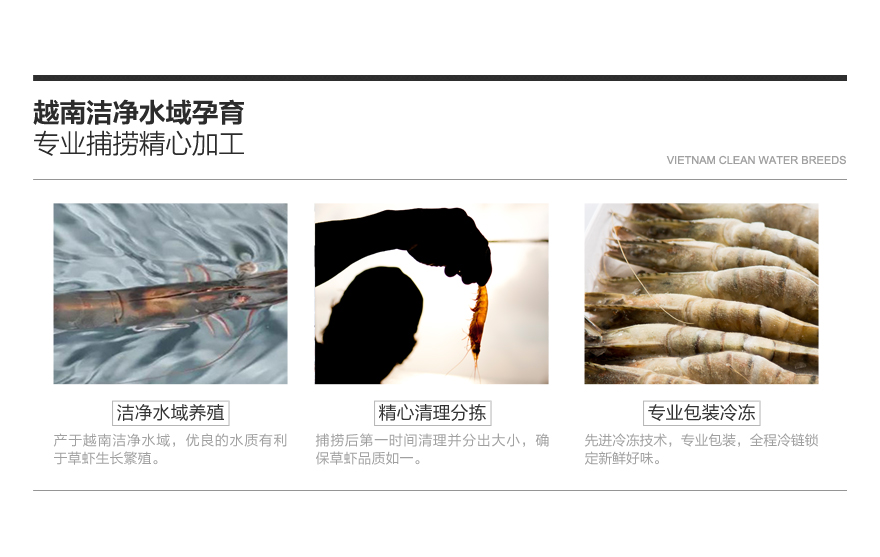 越南洁净水域孕育
专业捕捞精心加工
VIETNAM CLEAN WATER BREEDS
洁净水域养殖
产于越南洁净水域，优良的水质有利
于草虾生长繁殖。
精心清理分拣
捕捞后第一时间清理并分出大小，确
保草虾品质如一。
专业包装冷冻
先进冷冻技术，专业包装，全程冷链锁
定新鲜好味。